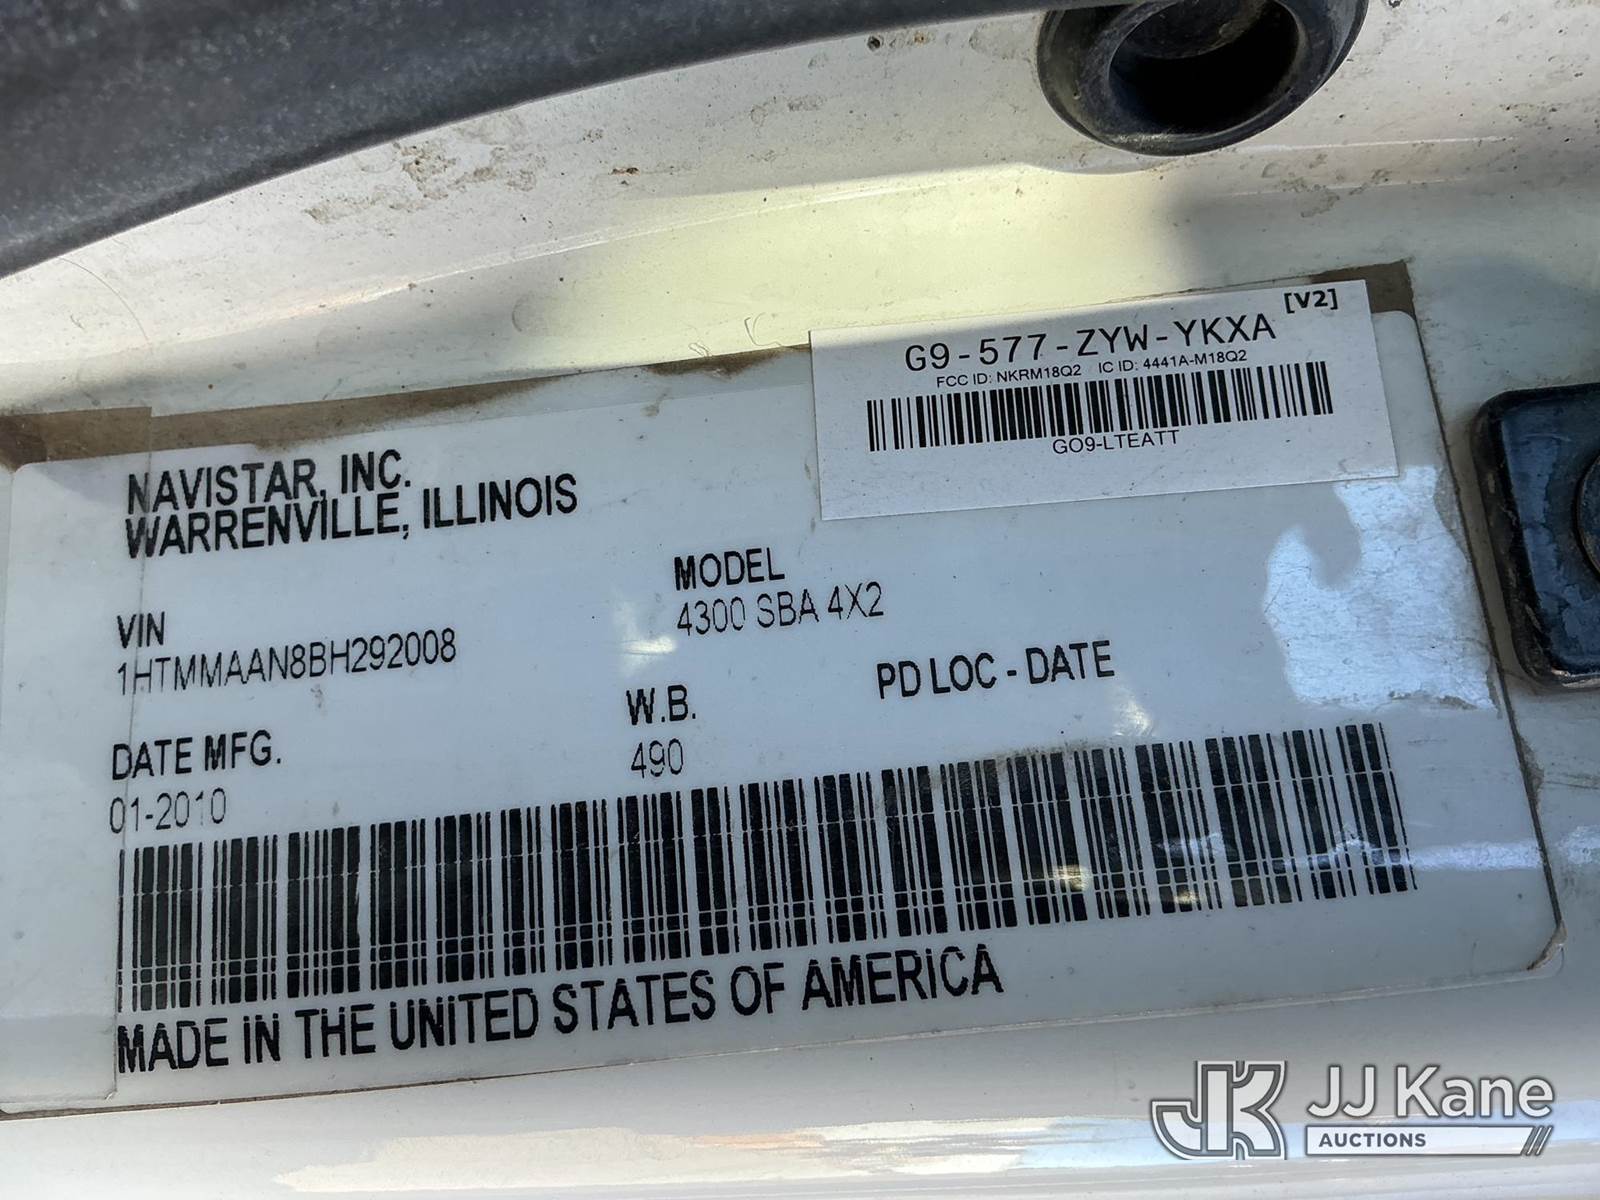 [V2]
G9-577-ZYW-YKXA
FCC ID: NKRM18Q2 IC ID: 4441A-M18Q2
GO9-LTEATT
NAVISTAR, INC.
WARRENVILLE, ILLINOIS
MODEL
4300 SBA 4X2
VIN
1HTMMAAN8BH292008
PD LOC - DATE
W.B.
490
DATE MFG.
01-2010
MADE IN THE UNITED STATES OF AMERICA
JK JJ Kane
AUCTIONS